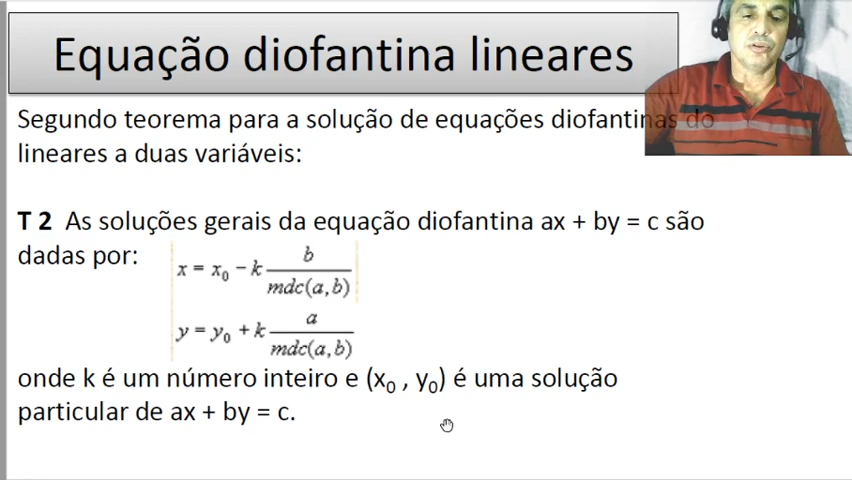 Equação diofantina lineares
Segundo teorema para a solução de equações diofantinas do
lineares a duas variáveis:
T 2 As soluções gerais da equação diofantina ax + by = c são
dadas por:
x = x₀ − k b/mdc(a,b)
y = y₀ + k a/mdc(a,b)
onde k é um número inteiro e (x₀ , y₀) é uma solução
particular de ax + by = c.